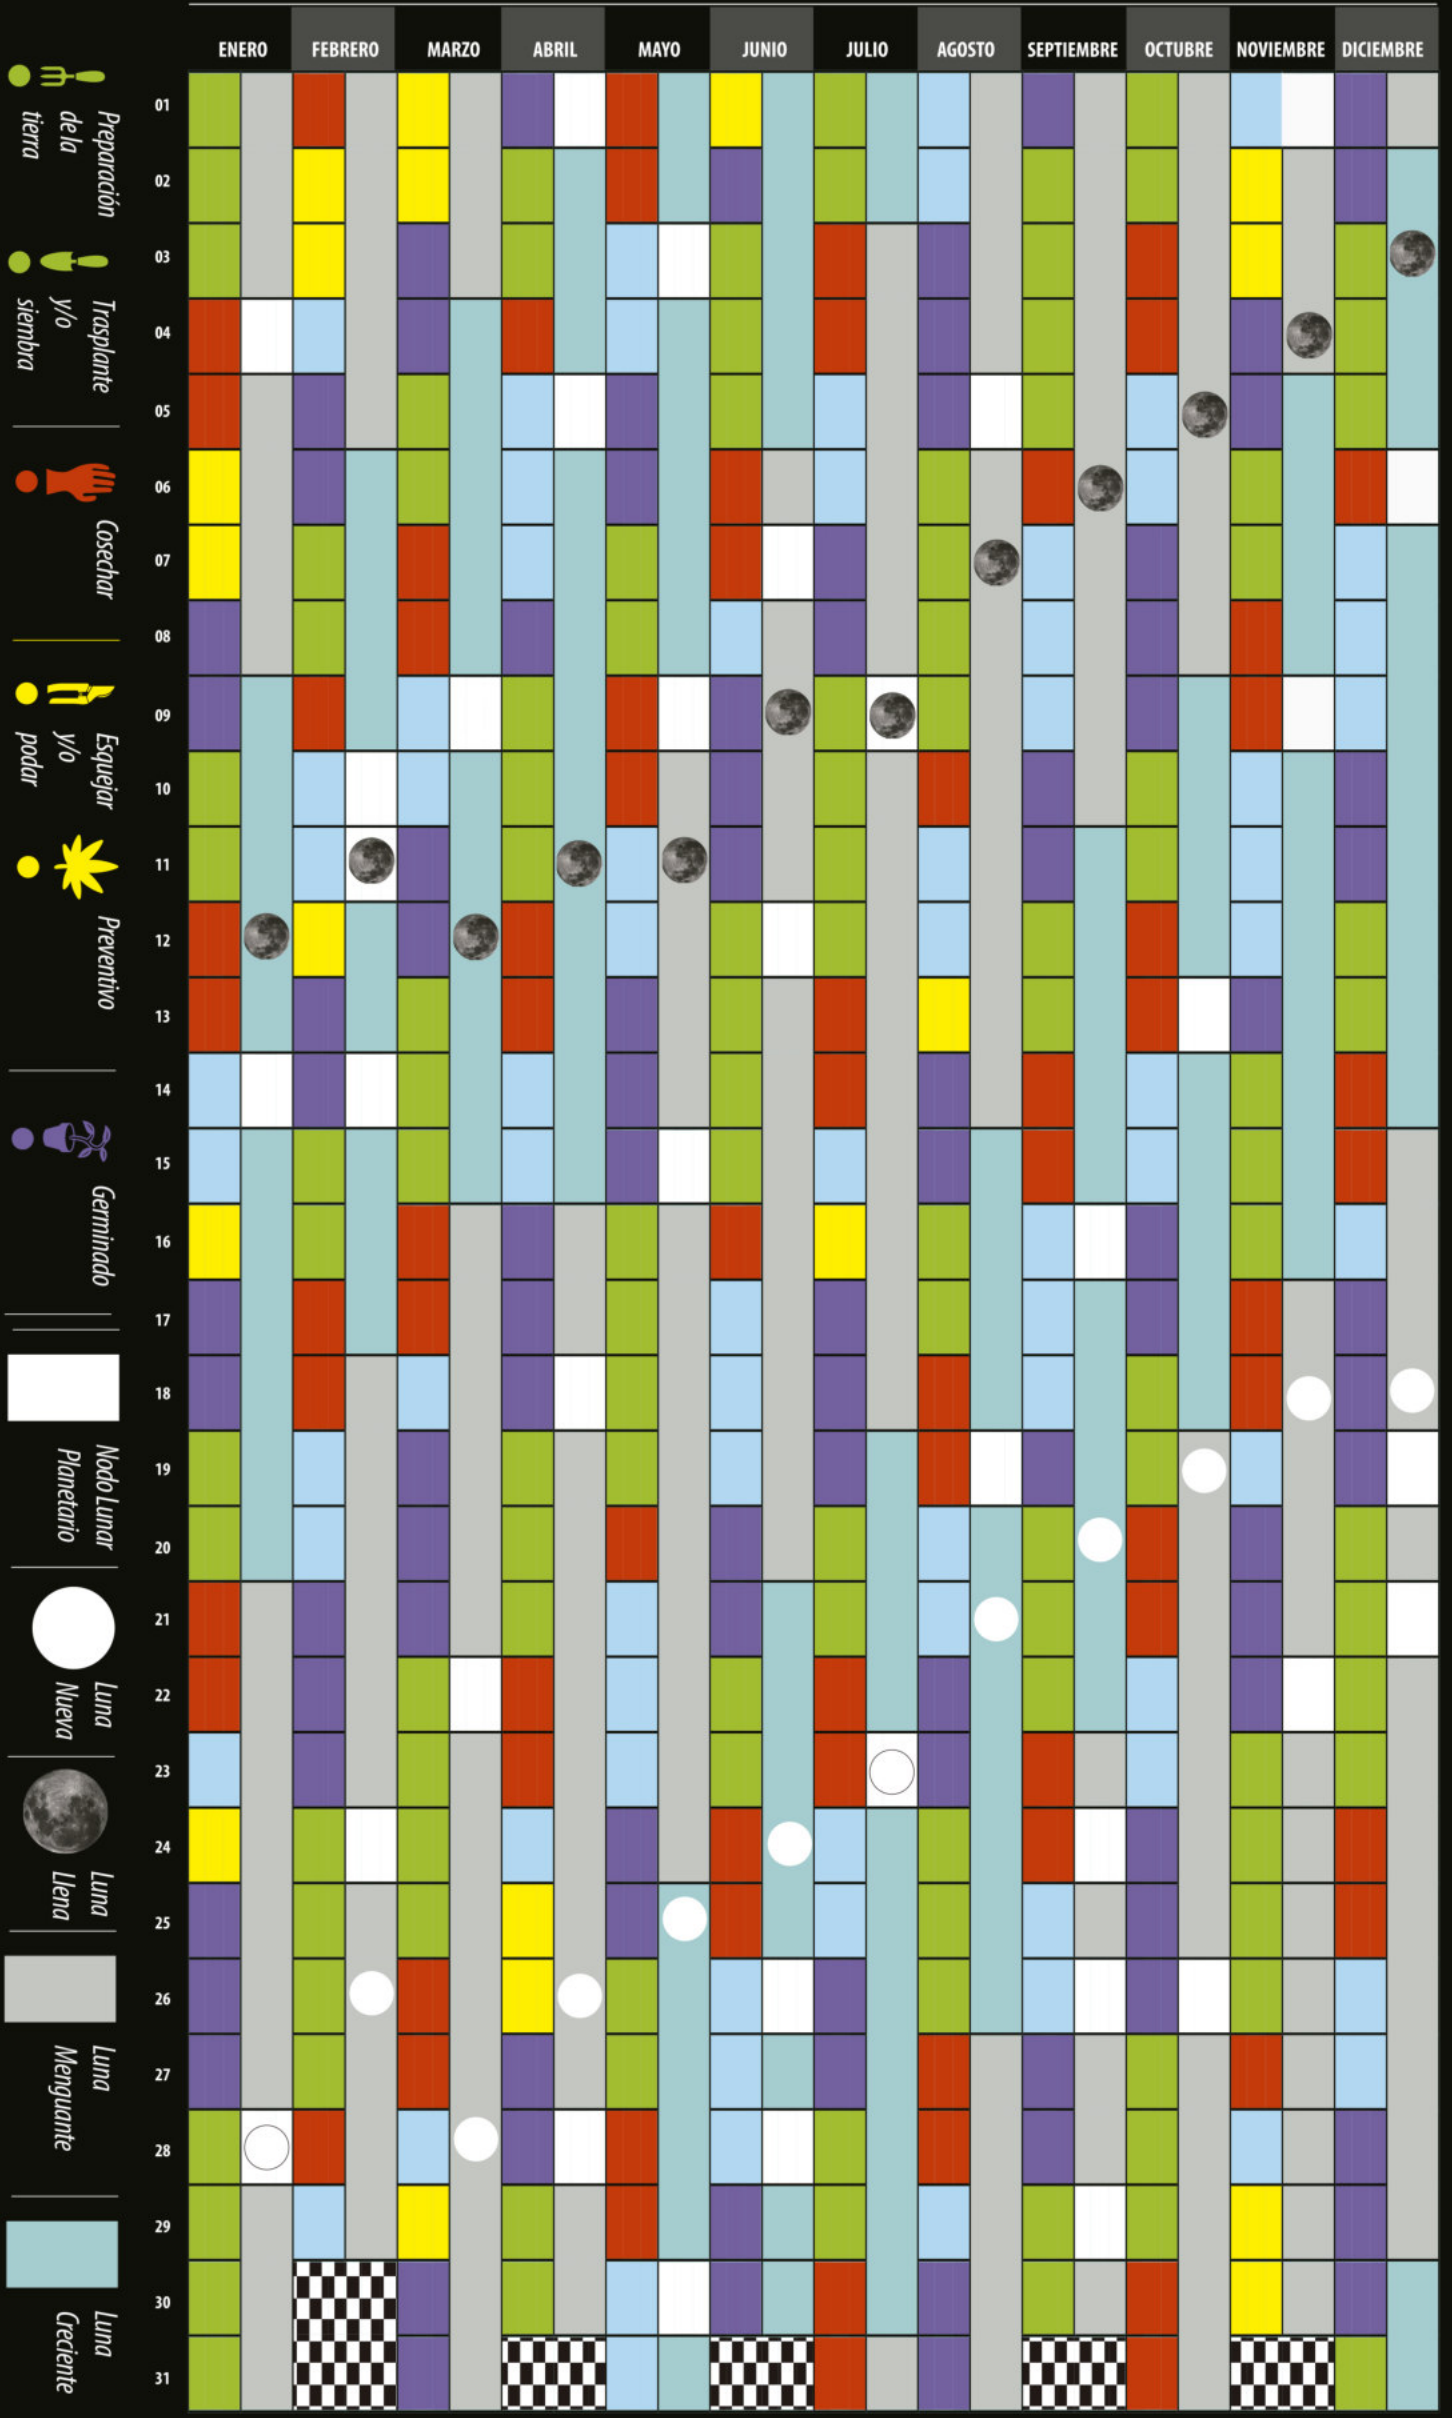 ENERO FEBRERO MARZO ABRIL MAYO JUNIO JULIO AGOSTO SEPTIEMBRE OCTUBRE NOVIEMBRE DICIEMBRE
01
02
03
04
05
06
07
08
09
10
11
12
13
14
15
16
17
18
19
20
21
22
23
24
25
26
27
28
29
30
31
Preparación
de la
tierra
Trasplante
y/o
siembra
Cosechar
Esquejar
y/o
podar
Preventivo
Germinado
Nodo Lunar
Planetario
Luna
Nueva
Luna
Llena
Luna
Menguante
Luna
Creciente